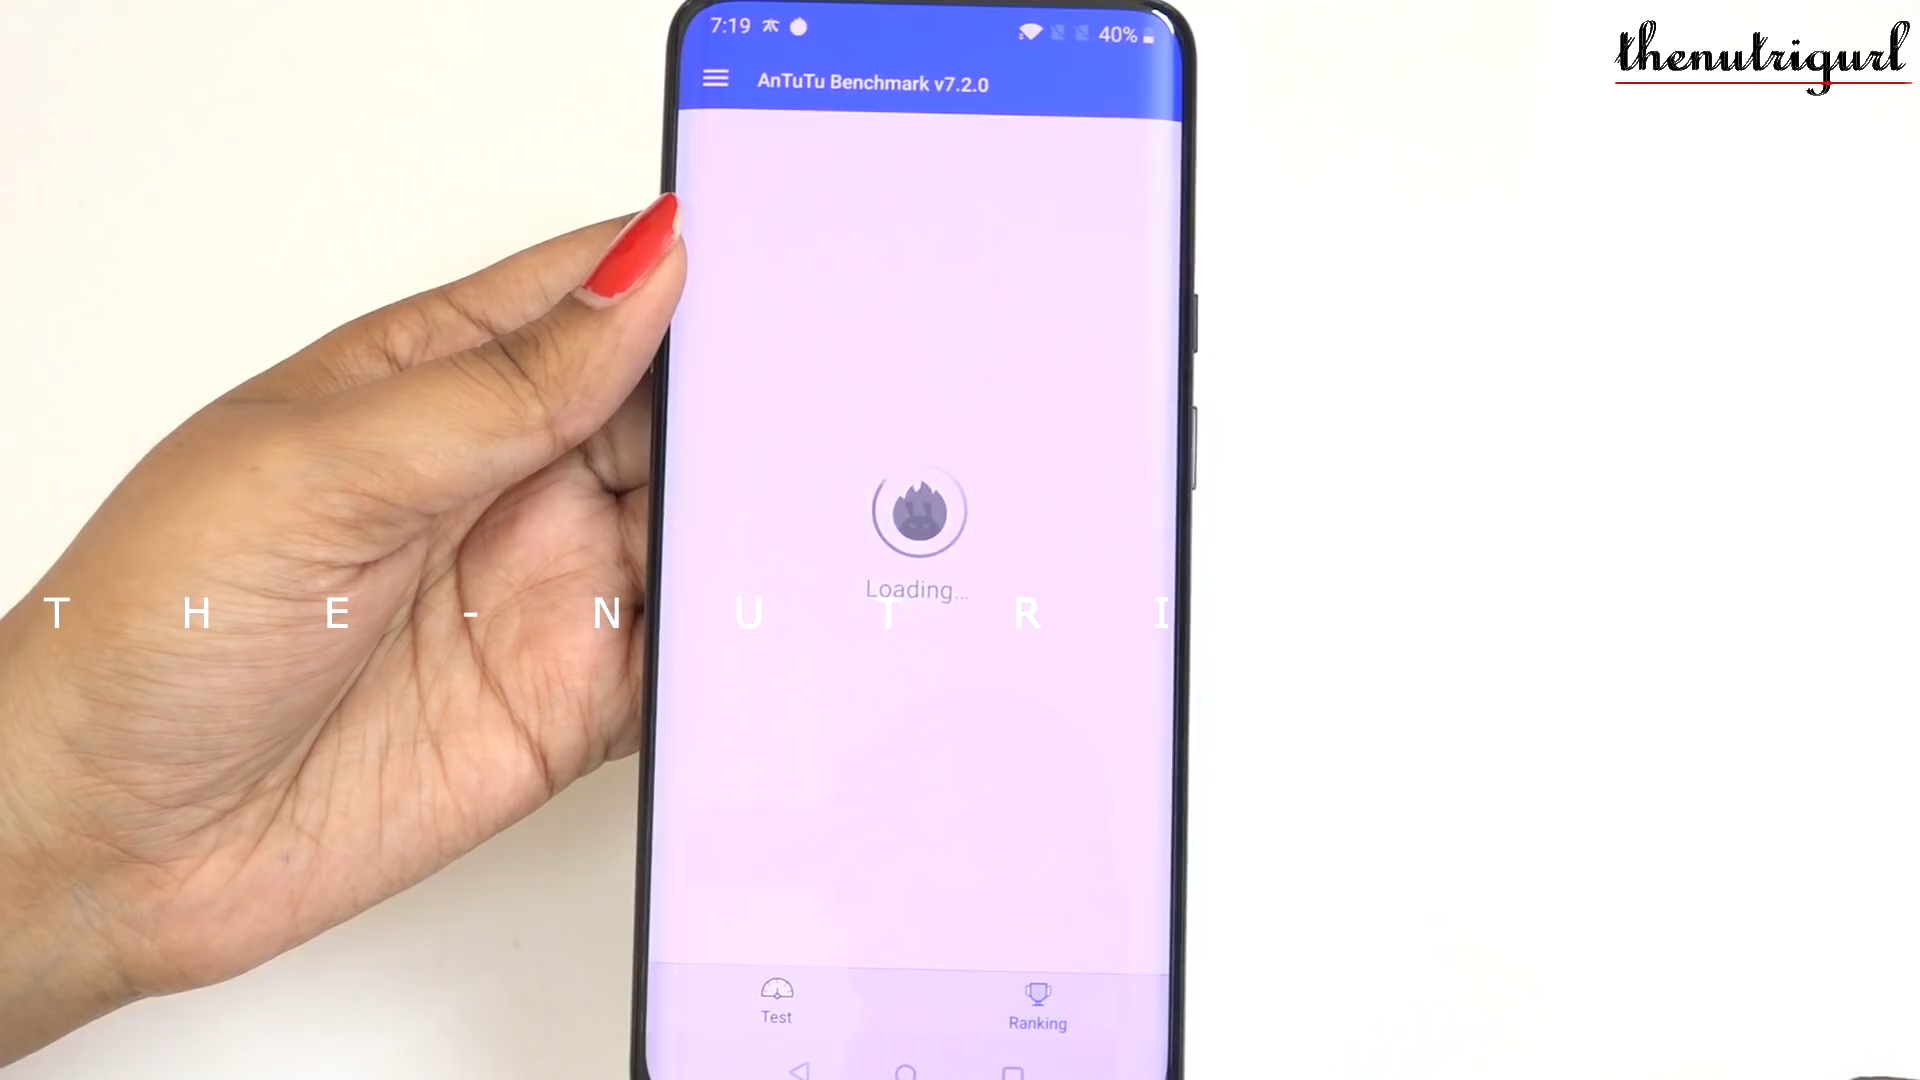 7:19 40%
thenutrigurl
AnTuTu Benchmark v7.2.0
Loading...
T H E - N U T R I
Test
Ranking